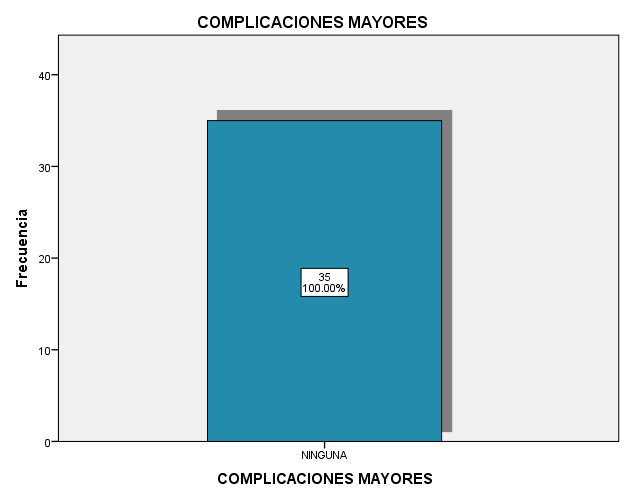 COMPLICACIONES MAYORES
40
30
20
10
0
Frecuencia
35
100.00%
NINGUNA
COMPLICACIONES MAYORES